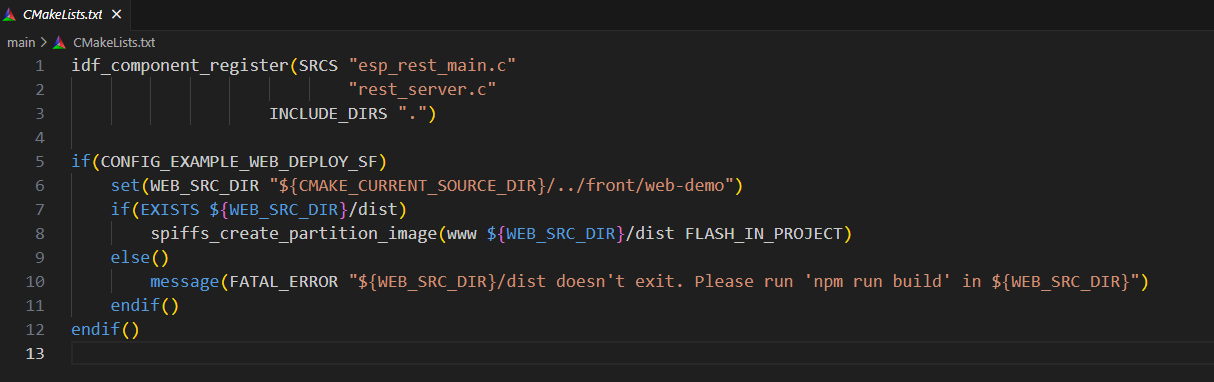 CMakeLists.txt ×
main > CMakeLists.txt
1 idf_component_register(SRCS "esp_rest_main.c"
2                             "rest_server.c"
3                     INCLUDE_DIRS ".")
4
5 if(CONFIG_EXAMPLE_WEB_DEPLOY_SF)
6     set(WEB_SRC_DIR "${CMAKE_CURRENT_SOURCE_DIR}/../front/web-demo")
7     if(EXISTS ${WEB_SRC_DIR}/dist)
8         spiffs_create_partition_image(www ${WEB_SRC_DIR}/dist FLASH_IN_PROJECT)
9     else()
10         message(FATAL_ERROR "${WEB_SRC_DIR}/dist doesn't exit. Please run 'npm run build' in ${WEB_SRC_DIR}")
11     endif()
12 endif()
13